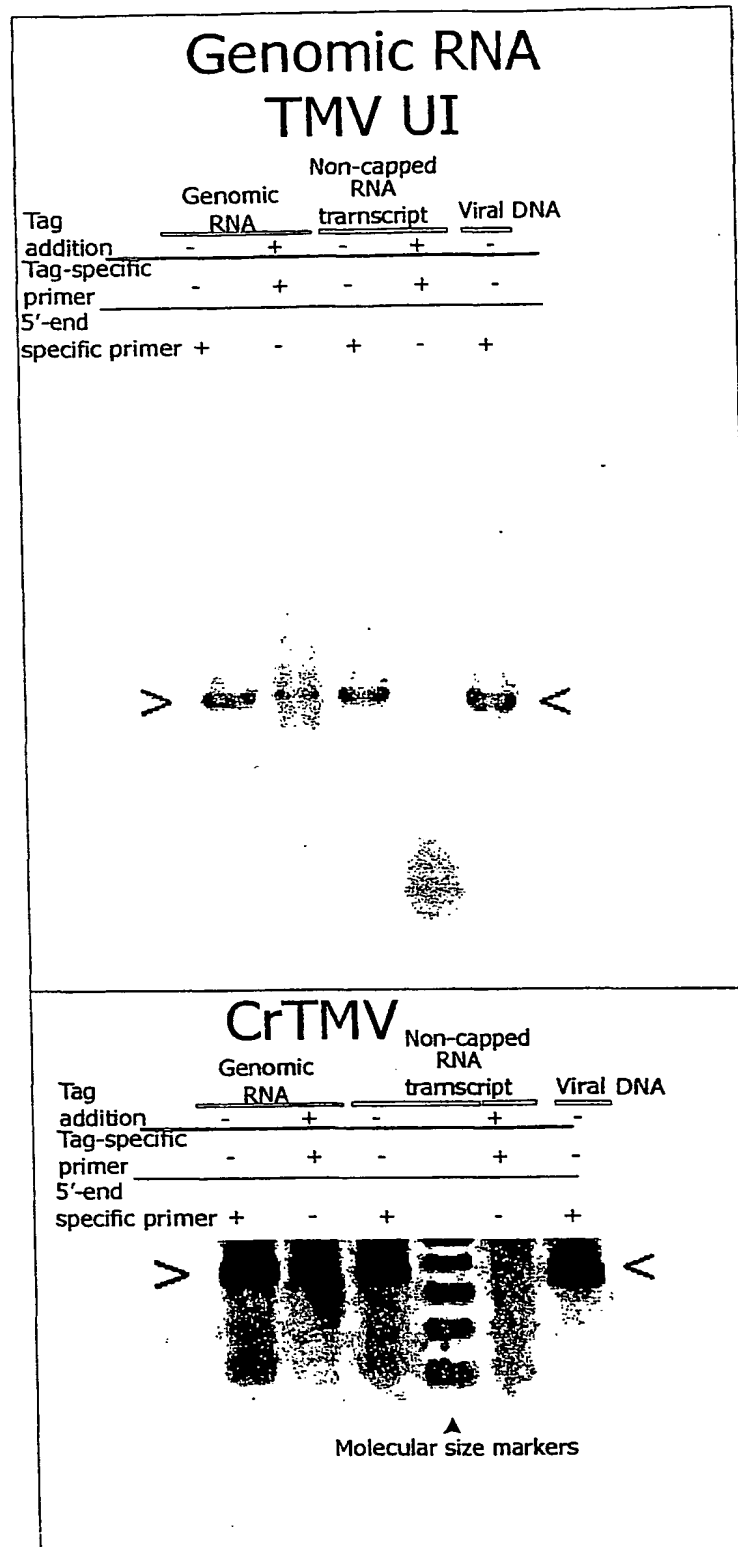 Genomic RNA
TMV UI
Non-capped
Genomic RNA
Tag RNA trarnscript Viral DNA
addition - + - + -
Tag-specific
primer - + - + -
5'-end
specific primer + - + - +
> <
CrTMV
Non-capped
Genomic RNA
Tag RNA tramscript Viral DNA
addition - + - + -
Tag-specific
primer - + - + -
5'-end
specific primer + - + - +
> <
Molecular size markers